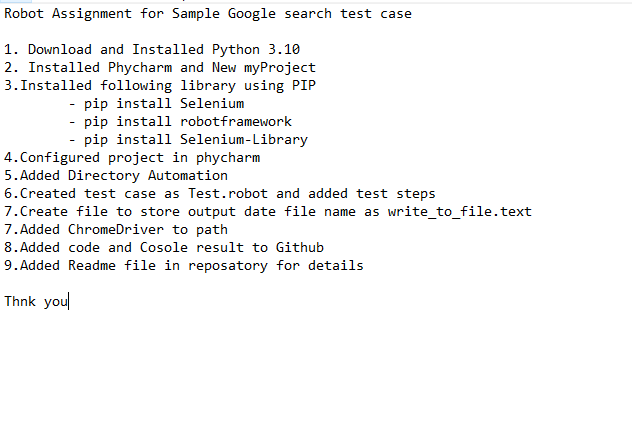 Robot Assignment for Sample Google search test case
1. Download and Installed Python 3.10
2. Installed Phycharm and New myProject
3.Installed following library using PIP
- pip install Selenium
- pip install robotframework
- pip install Selenium-Library
4.Configured project in phycharm
5.Added Directory Automation
6.Created test case as Test.robot and added test steps
7.Create file to store output date file name as write_to_file.text
7.Added ChromeDriver to path
8.Added code and Cosole result to Github
9.Added Readme file in reposatory for details
Thnk you